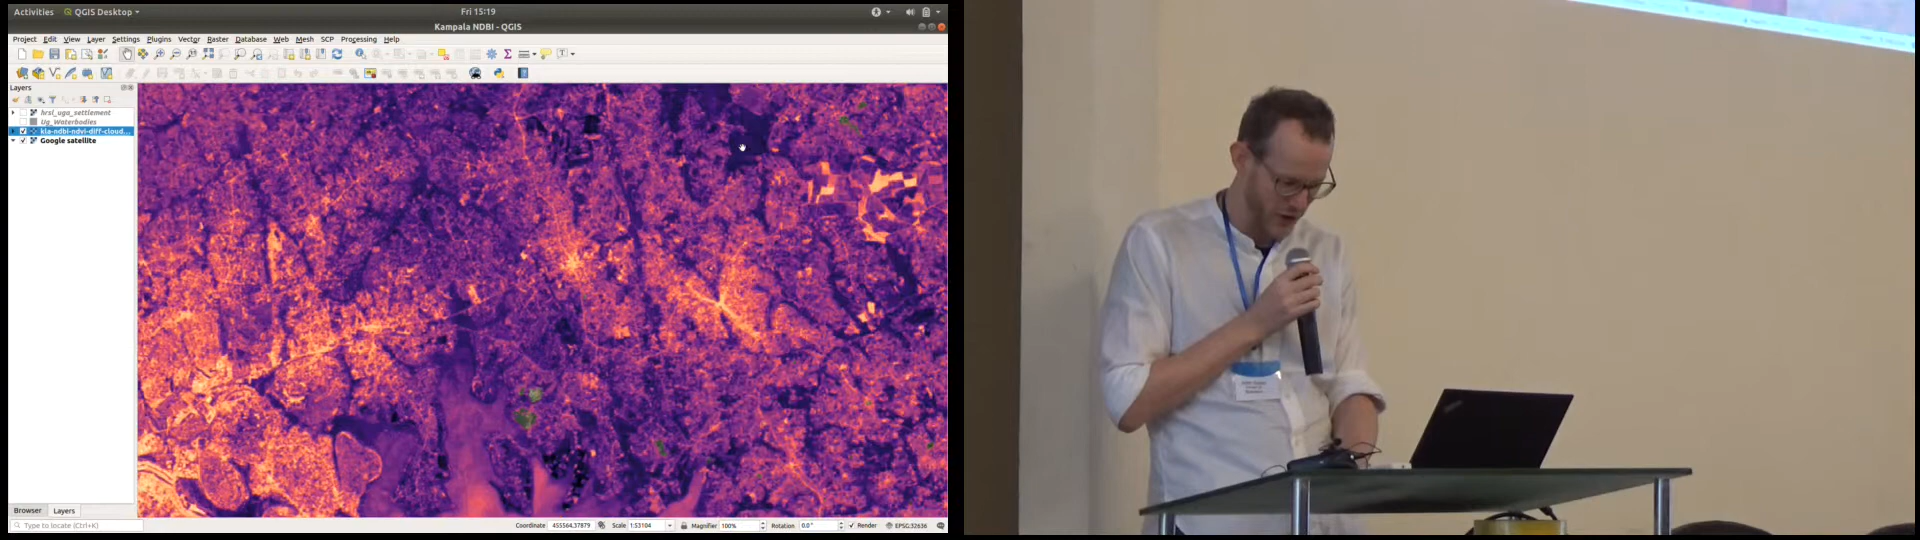 Activities QGIS Desktop Fri 15:19
Kampala NDBI - QGIS
Project Edit View Layer Settings Plugins Vector Raster Database Web Mesh SCP Processing Help
Layers
hrsl_uga_settlement
Ug_Waterbodies
kla-ndbi-ndvi-diff-cloud...
Google satellite
Browser Layers
Type to locate (Ctrl+K) Coordinate 455564,37879 Scale 1:53104 Magnifier 100% Rotation 0,0 ° Render EPSG:32636